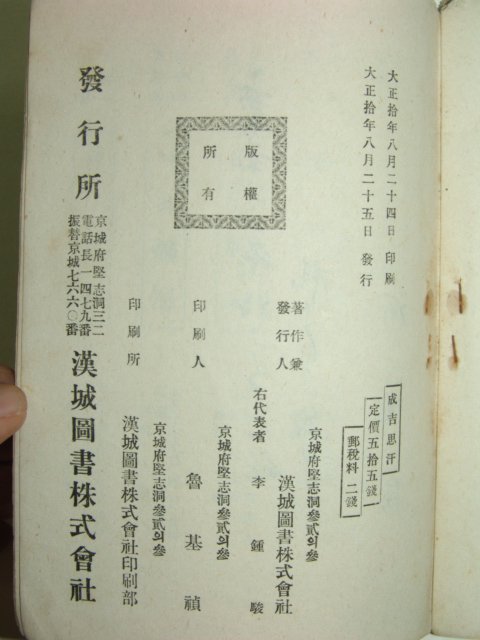 大正拾年八月二十四日 印刷
大正拾年八月二十五日 發行
版權
所有
成吉思汗
定價五拾五錢
郵稅料 二錢
著作兼
發行人
京城府堅志洞參貳의參
漢城圖書株式會社
右代表者 李鍾駿
印刷人
京城府堅志洞參貳의參
魯基禎
印刷所
京城府堅志洞參貳의參
漢城圖書株式會社印刷部
發行所
京城府堅志洞三二
電話長一四七九番
振替京城七六六〇番
漢城圖書株式會社